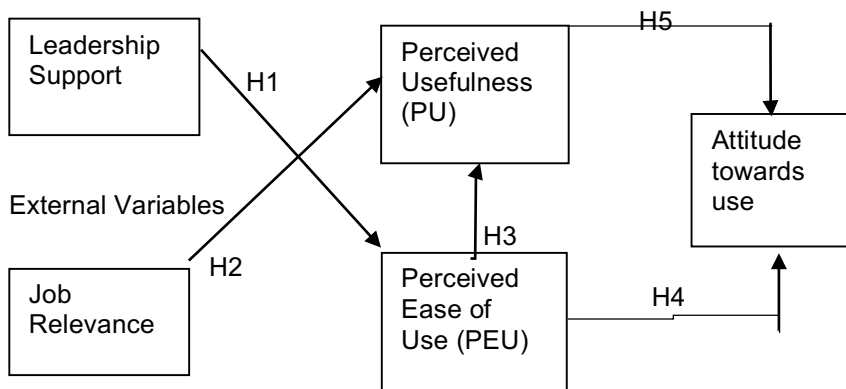 Leadership
Support
H1
Perceived
Usefulness
(PU)
H5
Attitude
towards
use
External Variables
H2
H3
Job
Relevance
Perceived
Ease of
Use (PEU)
H4